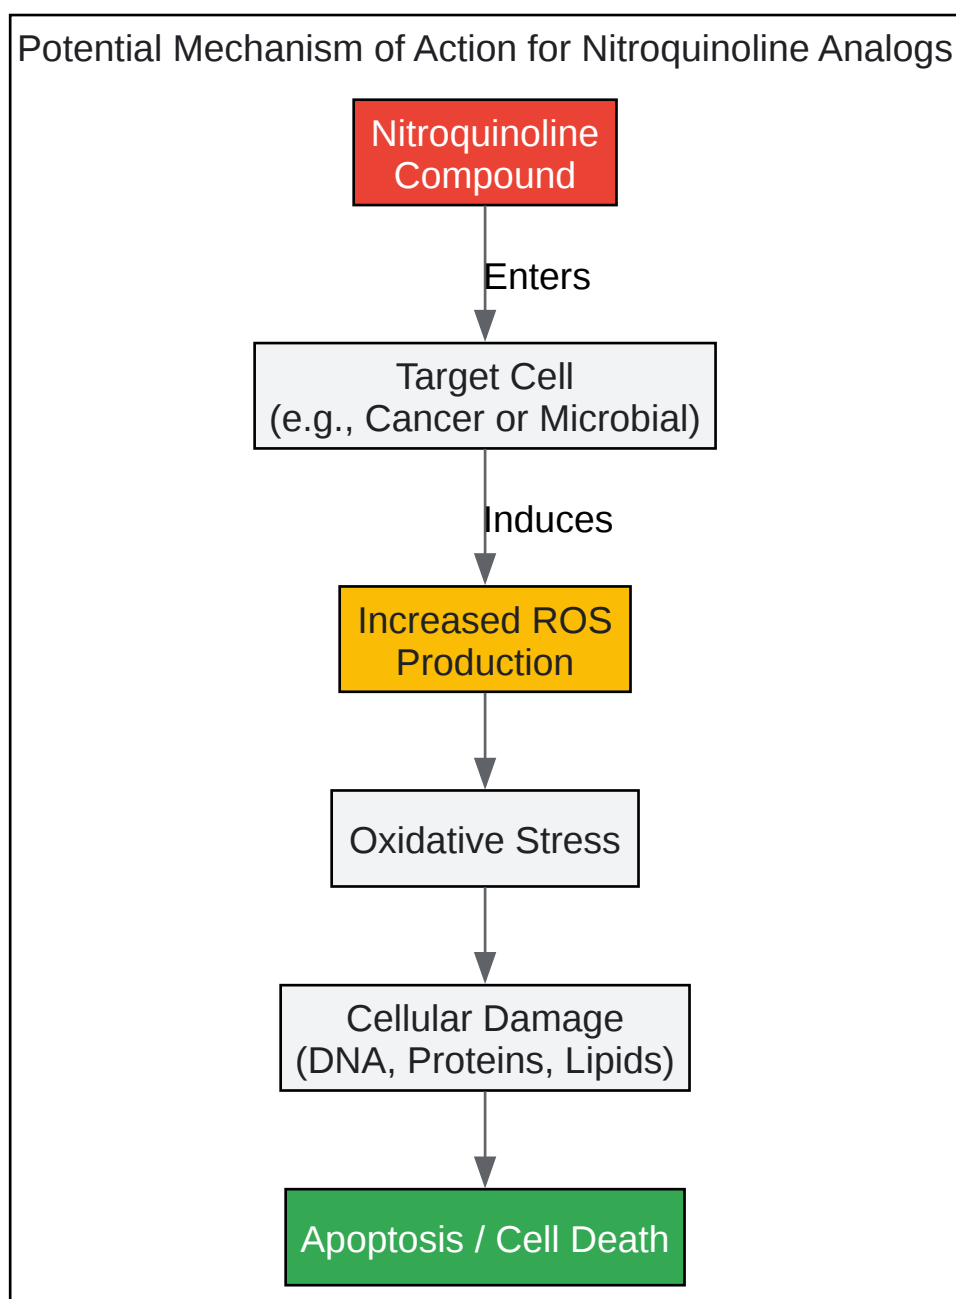 Potential Mechanism of Action for Nitroquinoline Analogs
Nitroquinoline
Compound
Enters
Target Cell
(e.g., Cancer or Microbial)
Induces
Increased ROS
Production
Oxidative Stress
Cellular Damage
(DNA, Proteins, Lipids)
Apoptosis / Cell Death